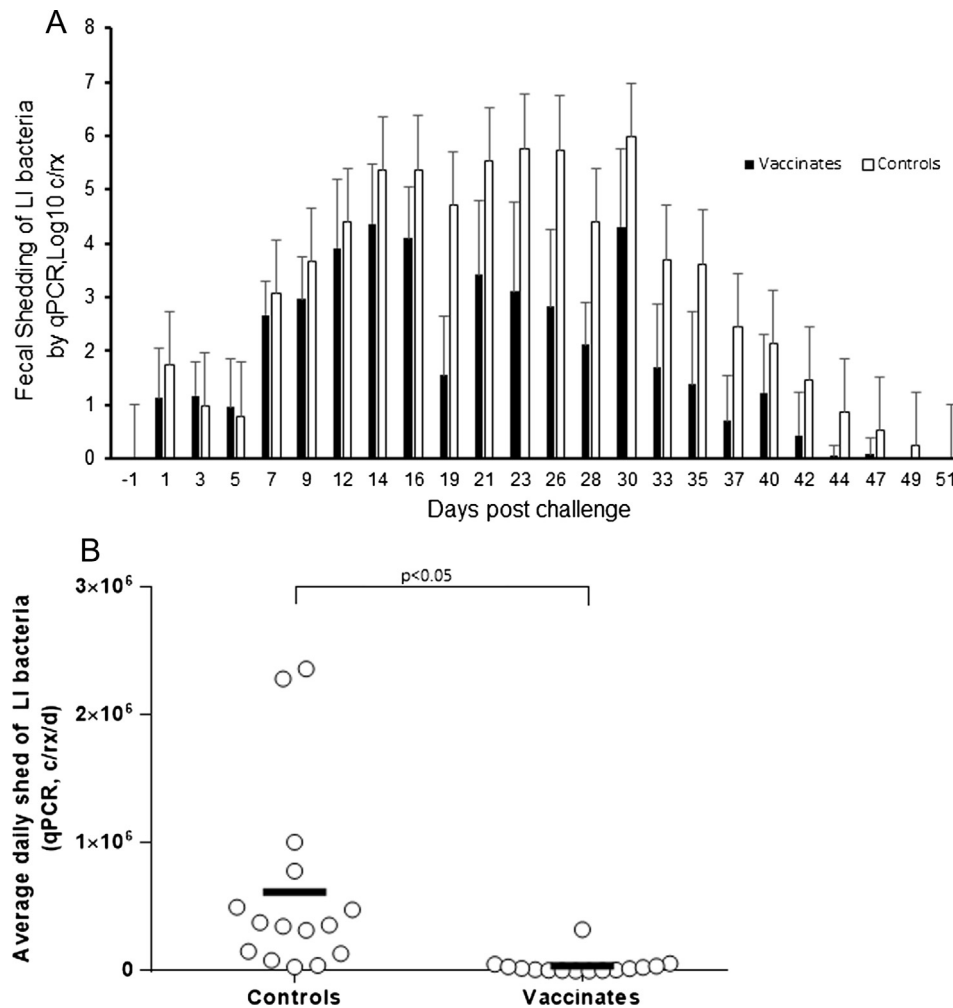 A
8
7
6
5
4
3
2
1
0
Fecal Shedding of LI bacteria
by qPCR,Log10 c/rx
Vaccinates Controls
-1 1 3 5 7 9 12 14 16 19 21 23 26 28 30 33 35 37 40 42 44 47 49 51
Days post challenge
B
3×10⁶
2×10⁶
1×10⁶
0
Average daily shed of LI bacteria
(qPCR, c/rx/d)
p<0.05
Controls Vaccinates